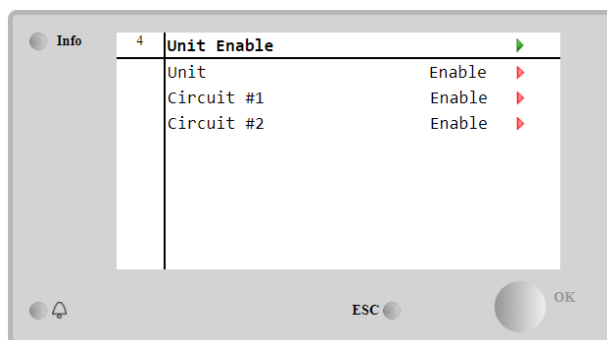 Info
4 Unit Enable
Unit Enable
Circuit #1 Enable
Circuit #2 Enable
ESC
OK